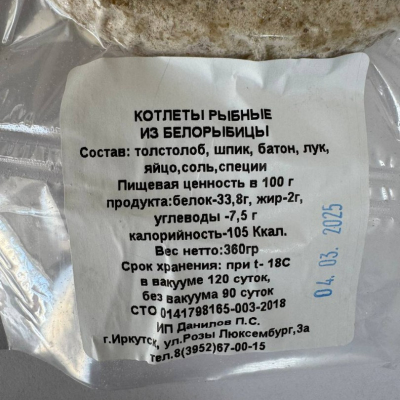 КОТЛЕТЫ РЫБНЫЕ
ИЗ БЕЛОРЫБИЦЫ
Состав: толстолоб, шпик, батон, лук,
яйцо,соль,специи
Пищевая ценность в 100 г
продукта:белок-33,8г, жир-2г,
углеводы -7,5 г
калорийность-105 Ккал.
Вес нетто:360гр
Срок хранения: при t- 18С
в вакууме 120 суток,
без вакуума 90 суток
СТО 0141798165-003-2018
ИП Данилов П.С.
г.Иркутск, ул.Розы Люксембург,3а
тел.8(3952)67-00-15
04. 03. 2025